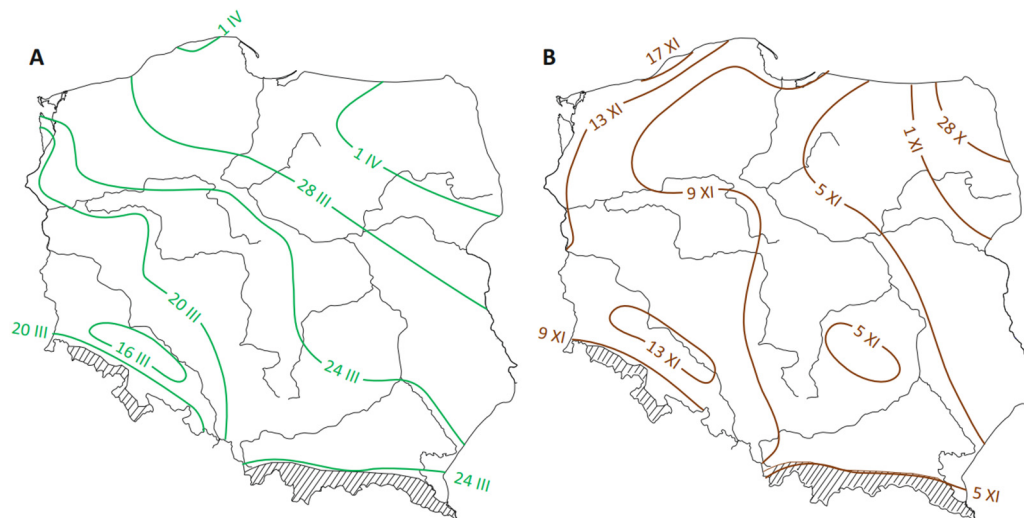 A
1 IV
1 IV
28 III
20 III
20 III
16 III
24 III
24 III
B
17 XI
13 XI
28 X
1 XI
9 XI
5 XI
9 XI
13 XI
5 XI
5 XI